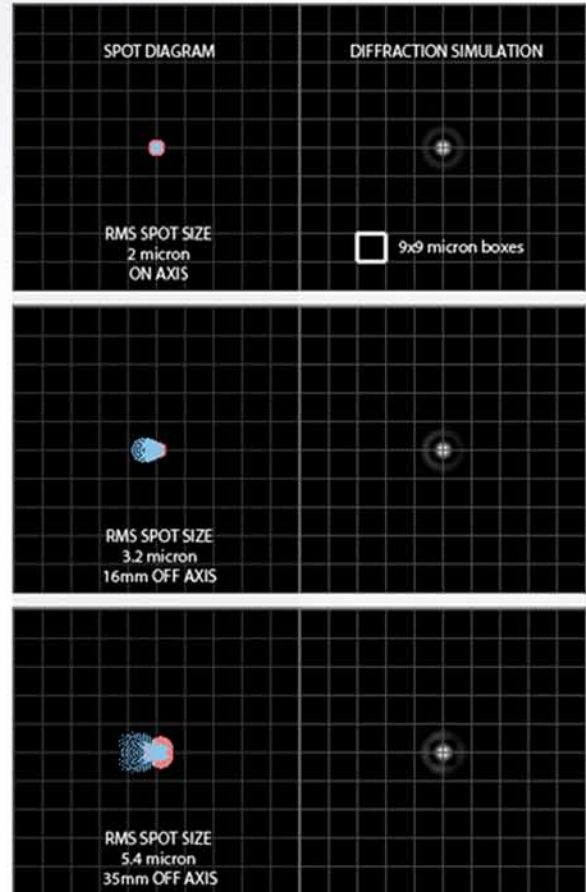 SPOT DIAGRAM
DIFFRACTION SIMULATION
RMS SPOT SIZE
2 micron
ON AXIS
9x9 micron boxes
RMS SPOT SIZE
3.2 micron
16mm OFF AXIS
RMS SPOT SIZE
5.4 micron
35mm OFF AXIS